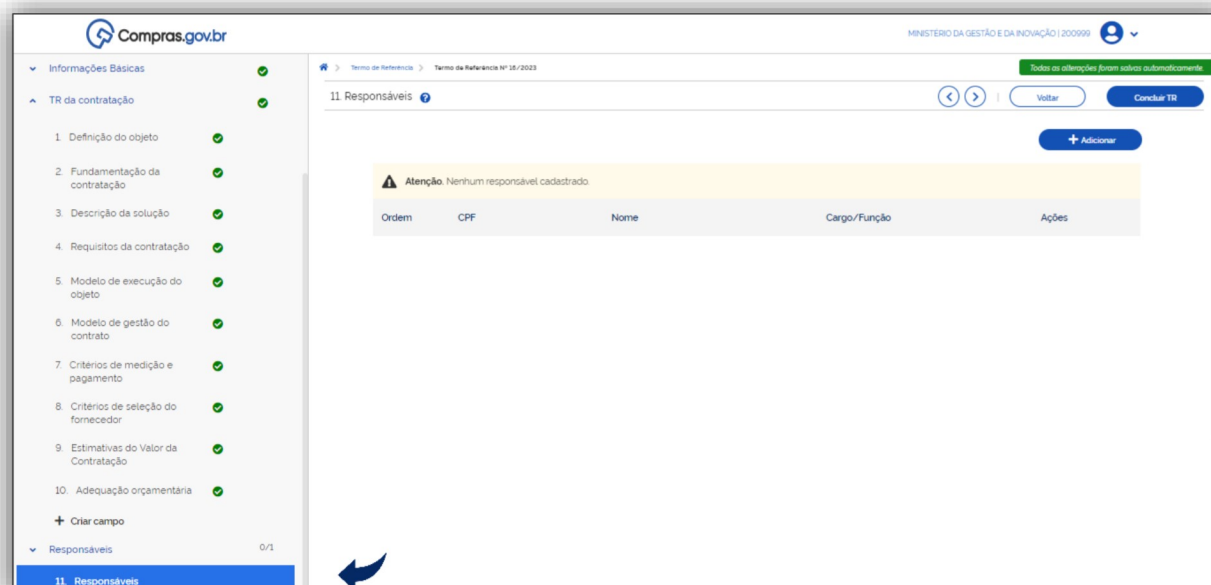 Compras.gov.br
MINISTÉRIO DA GESTÃO E DA INOVAÇÃO | 200999
Informações Básicas
TR da contratação
1. Definição do objeto
2. Fundamentação da
contratação
3. Descrição da solução
4. Requisitos da contratação
5. Modelo de execução do
objeto
6. Modelo de gestão do
contrato
7. Critérios de medição e
pagamento
8. Critérios de seleção do
fornecedor
9. Estimativas do Valor da
Contratação
10. Adequação orçamentária
+ Criar campo
Responsáveis 0/1
11. Responsáveis
> Termo de Referência > Termo de Referência Nº 16/2023
Todas as alterações foram salvas automaticamente.
11. Responsáveis ?
< > | Voltar Concluir TR
+ Adicionar
Atenção. Nenhum responsável cadastrado.
Ordem CPF Nome Cargo/Função Ações